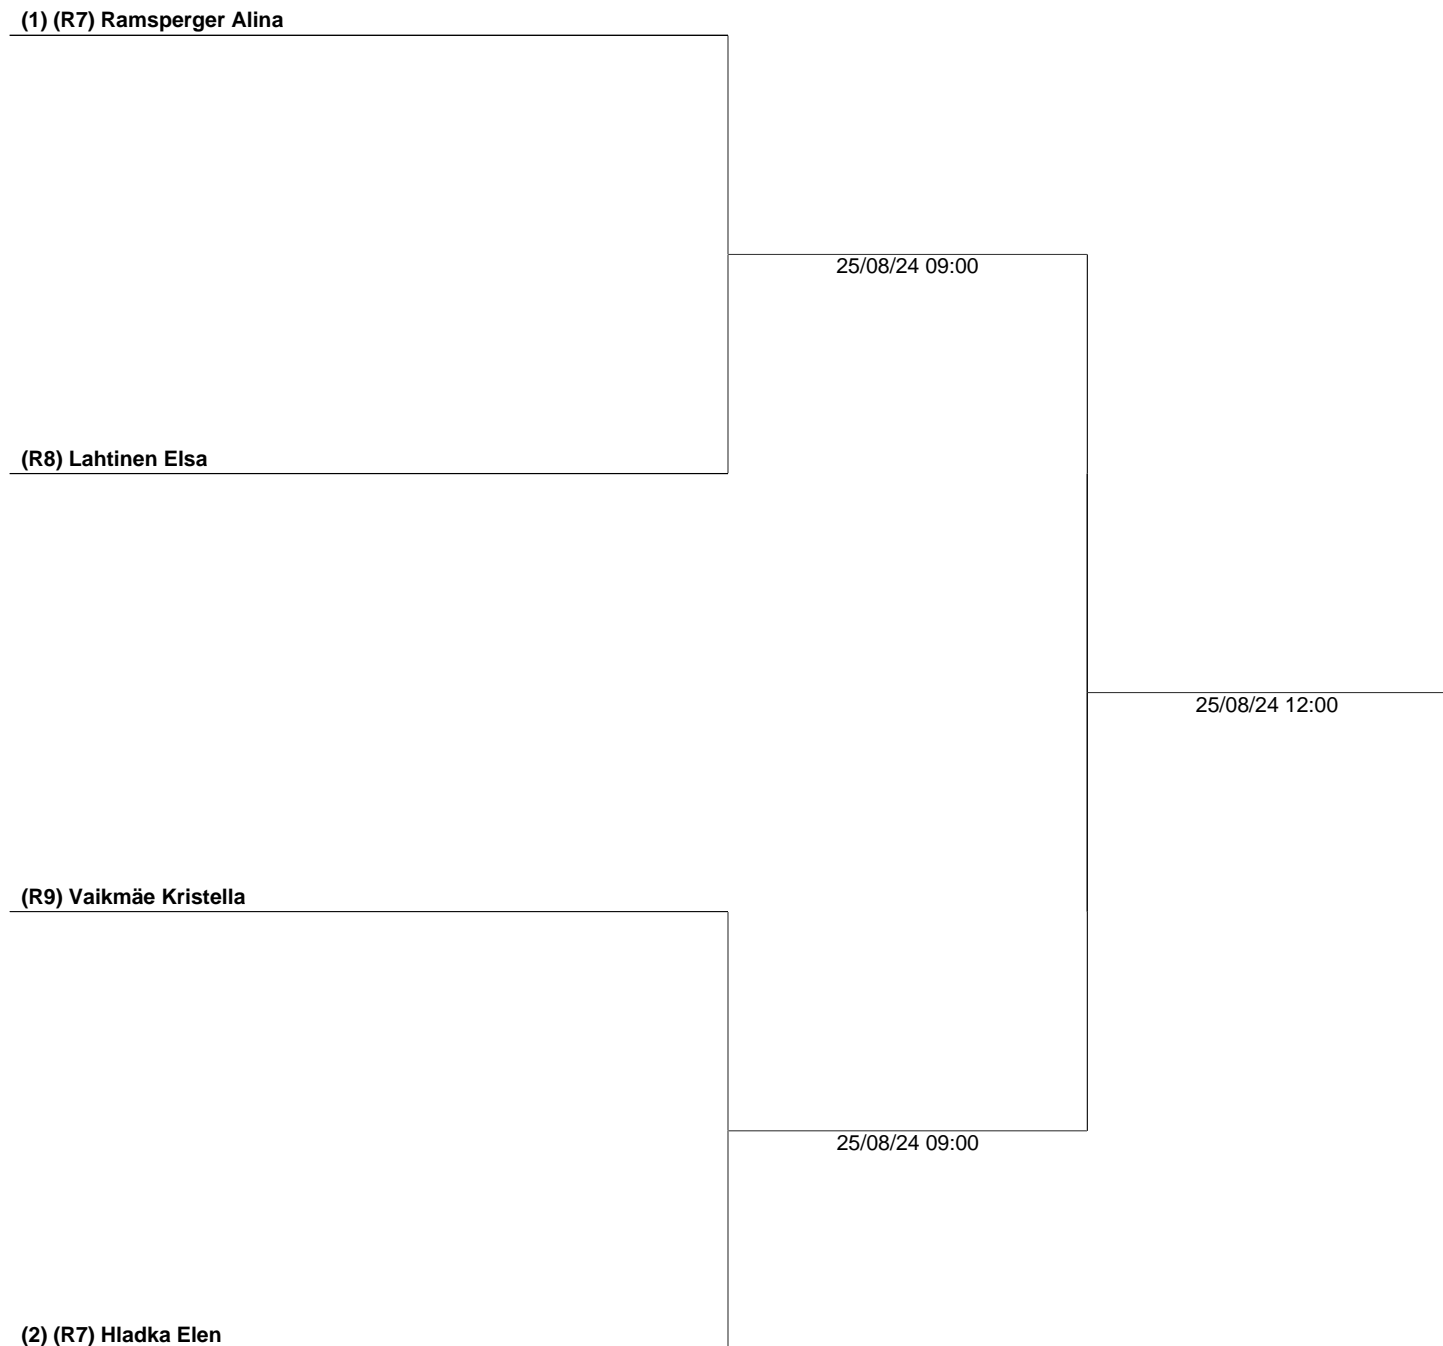 (1) (R7) Ramsperger Alina
25/08/24 09:00
(R8) Lahtinen Elsa
25/08/24 12:00
(R9) Vaikmäe Kristella
25/08/24 09:00
(2) (R7) Hladka Elen